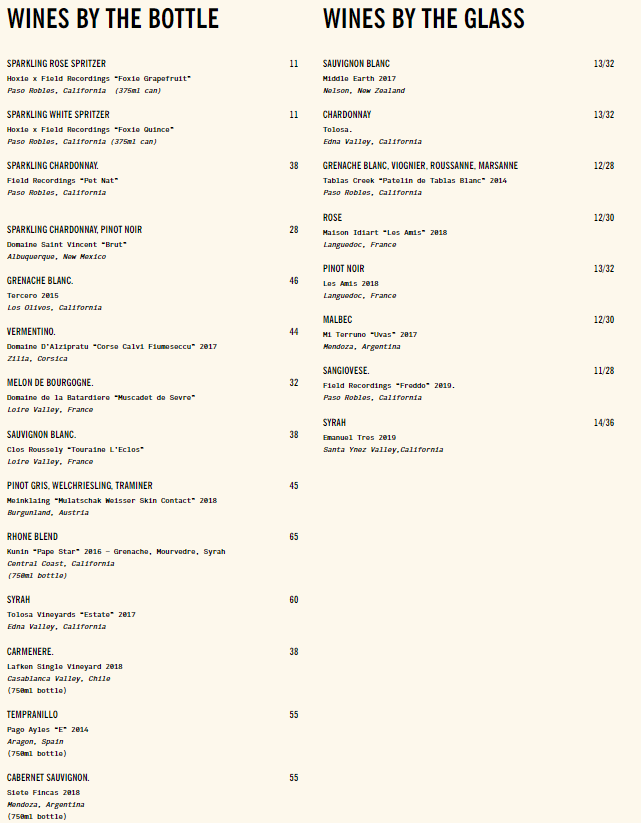 WINES BY THE BOTTLE
SPARKLING ROSE SPRITZER 11
Hoxie x Field Recordings “Foxie Grapefruit”
Paso Robles, California (375ml can)
SPARKLING WHITE SPRITZER 11
Hoxie x Field Recordings “Foxie Quince”
Paso Robles, California (375ml can)
SPARKLING CHARDONNAY. 38
Field Recordings “Pet Nat”
Paso Robles, California
SPARKLING CHARDONNAY, PINOT NOIR 28
Domaine Saint Vincent “Brut”
Albuquerque, New Mexico
GRENACHE BLANC. 46
Tercero 2015
Los Olivos, California
VERMENTINO. 44
Domaine D’Alzipratu “Corse Calvi Fiumeseccu” 2017
Zilia, Corsica
MELON DE BOURGOGNE. 32
Domaine de la Batardiere “Muscadet de Sevre”
Loire Valley, France
SAUVIGNON BLANC. 38
Clos Roussely “Touraine L’Eclos”
Loire Valley, France
PINOT GRIS, WELCHRIESLING, TRAMINER 45
Meinklaing “Mulatschak Weisser Skin Contact” 2018
Burgunland, Austria
RHONE BLEND 65
Kunin “Pape Star” 2016 – Grenache, Mourvedre, Syrah
Central Coast, California
(750ml bottle)
SYRAH 60
Tolosa Vineyards “Estate” 2017
Edna Valley, California
CARMENERE. 38
Lafken Single Vineyard 2018
Casablanca Valley, Chile
(750ml bottle)
TEMPRANILLO 55
Pago Ayles “E” 2014
Aragon, Spain
(750ml bottle)
CABERNET SAUVIGNON. 55
Siete Fincas 2018
Mendoza, Argentina
(750ml bottle)
WINES BY THE GLASS
SAUVIGNON BLANC 13/32
Middle Earth 2017
Nelson, New Zealand
CHARDONNAY 13/32
Tolosa.
Edna Valley, California
GRENACHE BLANC, VIOGNIER, ROUSSANNE, MARSANNE 12/28
Tablas Creek “Patelin de Tablas Blanc” 2014
Paso Robles, California
ROSE 12/30
Maison Idiart “Les Amis” 2018
Languedoc, France
PINOT NOIR 13/32
Les Amis 2018
Languedoc, France
MALBEC 12/30
Mi Terruno “Uvas” 2017
Mendoza, Argentina
SANGIOVESE. 11/28
Field Recordings “Freddo” 2019.
Paso Robles, California
SYRAH 14/36
Emanuel Tres 2019
Santa Ynez Valley,California